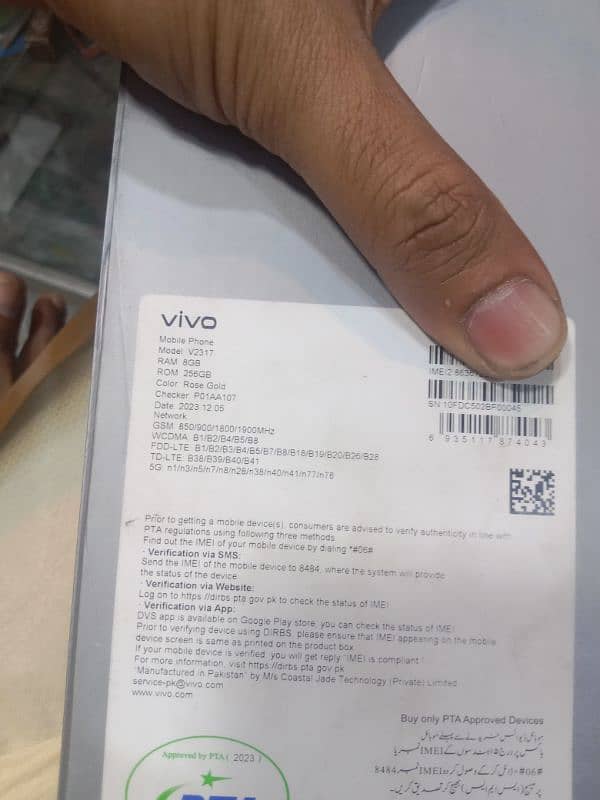 vivo
Mobile Phone
Model: V2317
RAM: 8GB
ROM: 256GB
Color: Rose Gold
Checker: P01AA107
Date: 2023.12.05
Network
GSM: 850/900/1800/1900MHz
WCDMA: B1/B2/B4/B5/B8
FDD-LTE: B1/B2/B3/B4/B5/B7/B8/B18/B19/B20/B26/B28
TD-LTE: B38/B39/B40/B41
5G: n1/n3/n5/n7/n8/n28/n38/n40/n41/n77/n78
IMEI2
SN 10FDC502BF00045
6 935117 874043
Prior to getting a mobile device(s), consumers are advised to verify authenticity in line with
PTA regulations using following three methods
Find out the IMEI of your mobile device by dialing *#06#
· Verification via SMS:
Send the IMEI of the mobile device to 8484, where the system will provide
the status of the device.
· Verification via Website:
Log on to https://dirbs.pta.gov.pk to check the status of IMEI
· Verification via App:
DVS app is available on Google Play store, you can check the status of IMEI
Prior to verifying device using DIRBS, please ensure that IMEI appearing on the mobile
device screen is same as printed on the product box
If your mobile device is verified, you will get reply "IMEI is compliant"
For more information, visit https://dirbs.pta.gov.pk
"Manufactured in Pakistan" by M/s Coastal Jade Technology (Private) Limited
service-pk@vivo.com
www.vivo.com
Buy only PTA Approved Devices
موبائل ڈیوائس خریدنے سے پہلے موبائل
Approved by PTA ( 2023 )
PTA